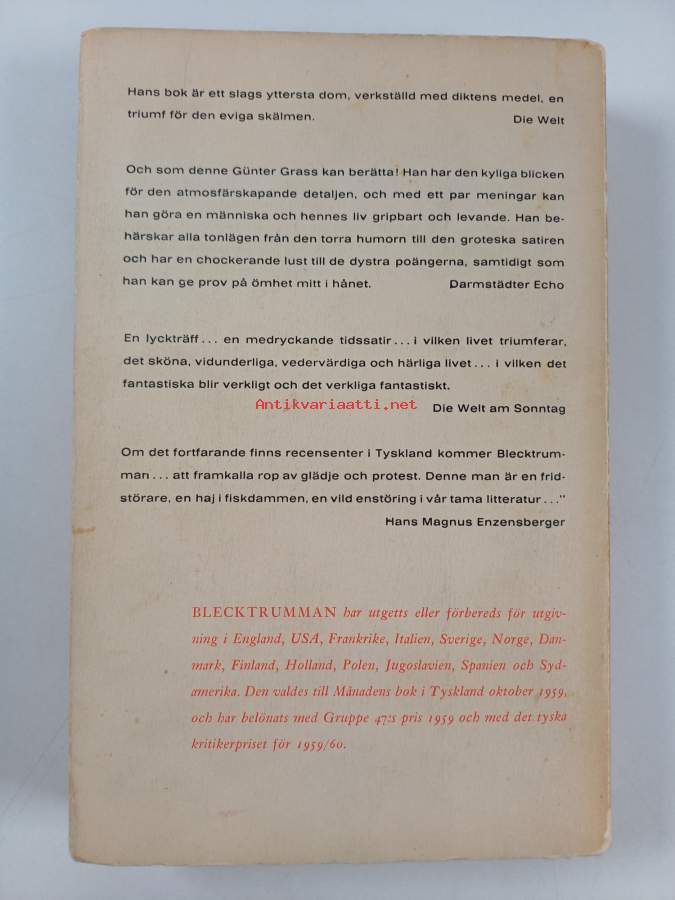 Hans bok är ett slags yttersta dom, verkställd med diktens medel, en
triumf för den eviga skälmen. Die Welt
Och som denne Günter Grass kan berätta! Han har den kyliga blicken
för den atmosfärskapande detaljen, och med ett par meningar kan
han göra en människa och hennes liv gripbart och levande. Han be-
härskar alla tonlägen från den torra humorn till den groteska satiren
och har en chockerande lust till de dystra poängerna, samtidigt som
han kan ge prov på ömhet mitt i hånet. Darmstädter Echo
En lyckträff... en medryckande tidssatir... i vilken livet triumferar,
det sköna, vidunderliga, vedervärdiga och härliga livet... i vilken det
fantastiska blir verkligt och det verkliga fantastiskt.
Antikvariaatti.net
Die Welt am Sonntag
Om det fortfarande finns recensenter i Tyskland kommer Blecktrum-
man... att framkalla rop av glädje och protest. Denne man är en frid-
störare, en haj i fiskdammen, en vild enstöring i vår tama litteratur..."
Hans Magnus Enzensberger
BLECKTRUMMAN har utgetts eller förbereds för utgiv-
ning i England, USA, Frankrike, Italien, Sverige, Norge, Dan-
mark, Finland, Holland, Polen, Jugoslavien, Spanien och Syd-
amerika. Den valdes till Månadens bok i Tyskland oktober 1959,
och har belönats med Gruppe 47:s pris 1959 och med det tyska
kritikerpriset för 1959/60.